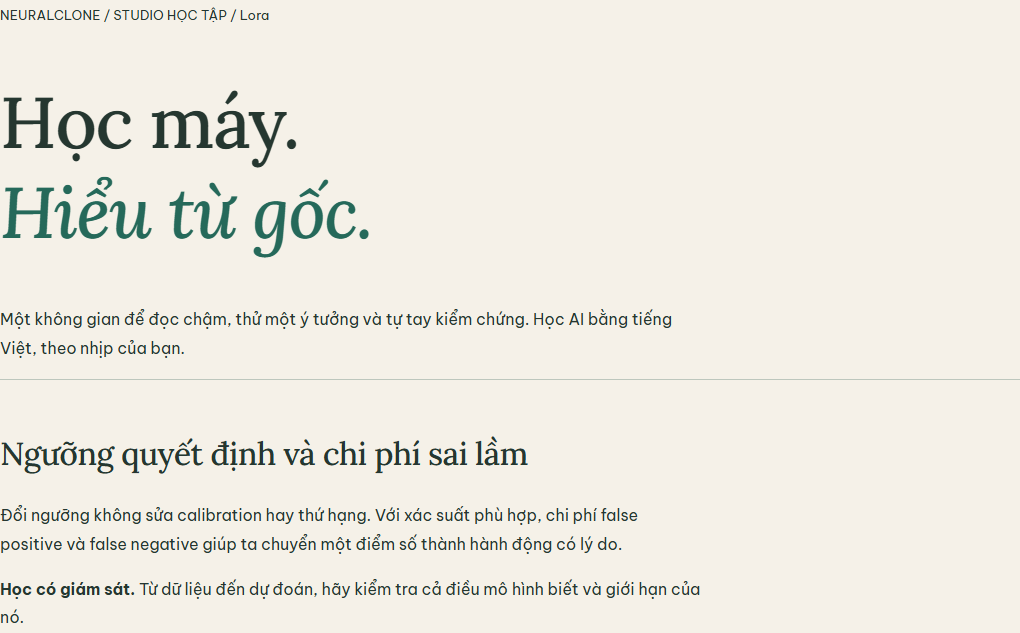 NEURALCLONE / STUDIO HỌC TẬP / Lora
Học máy.
Hiểu từ gốc.
Một không gian để đọc chậm, thử một ý tưởng và tự tay kiểm chứng. Học AI bằng tiếng
Việt, theo nhịp của bạn.
Ngưỡng quyết định và chi phí sai lầm
Đổi ngưỡng không sửa calibration hay thứ hạng. Với xác suất phù hợp, chi phí false
positive và false negative giúp ta chuyển một điểm số thành hành động có lý do.
Học có giám sát. Từ dữ liệu đến dự đoán, hãy kiểm tra cả điều mô hình biết và giới hạn của
nó.